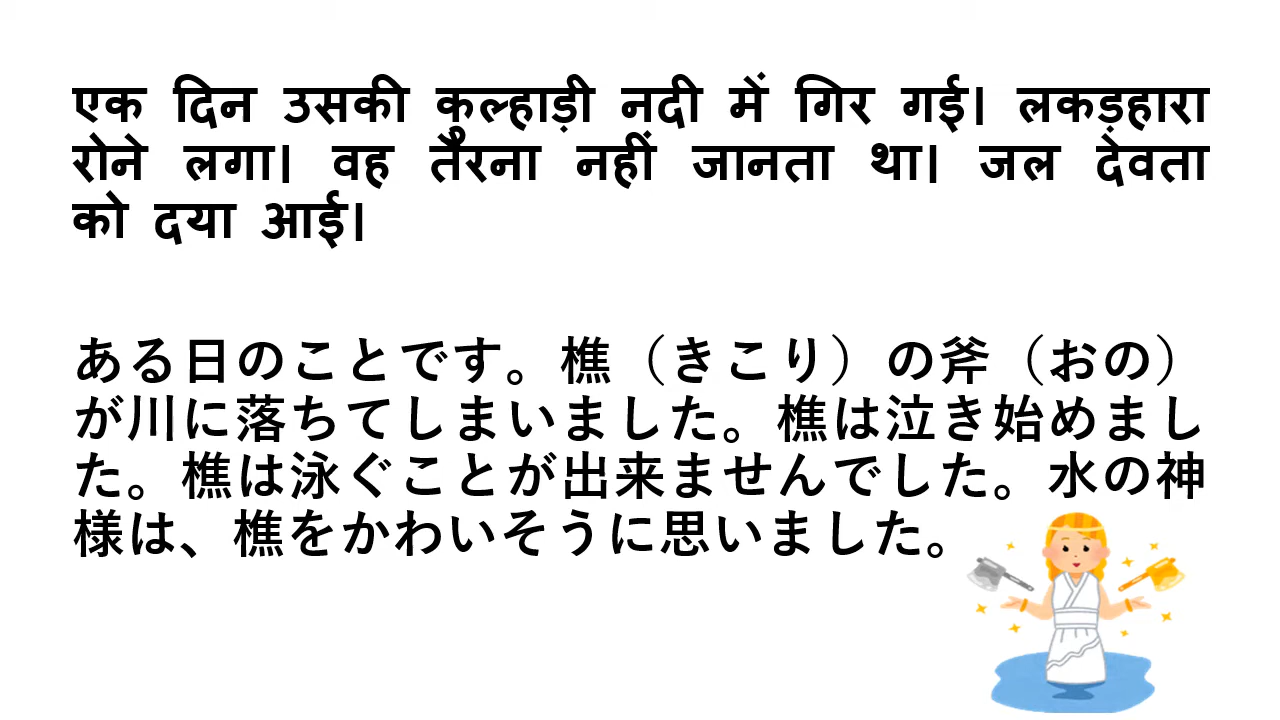 एक दिन उसकी कुल्हाड़ी नदी में गिर गई। लकड़हारा
रोने लगा। वह तैरना नहीं जानता था। जल देवता
को दया आई।
ある日のことです。樵（きこり）の斧（おの）
が川に落ちてしまいました。樵は泣き始めまし
た。樵は泳ぐことが出来ませんでした。水の神
様は、樵をかわいそうに思いました。